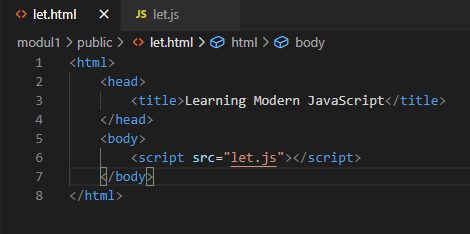 let.html × JS let.js
modul1 > public > let.html > html > body
1 <html>
2 <head>
3 <title>Learning Modern JavaScript</title>
4 </head>
5 <body>
6 <script src="let.js"></script>
7 </body>
8 </html>